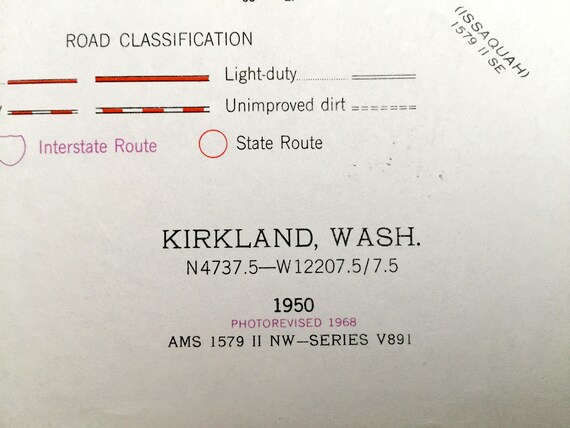 (ISSAQUAH)
1579 II SE
ROAD CLASSIFICATION
Light-duty
Unimproved dirt
Interstate Route
State Route
KIRKLAND, WASH.
N4737.5—W12207.5/7.5
1950
PHOTOREVISED 1968
AMS 1579 II NW—SERIES V891